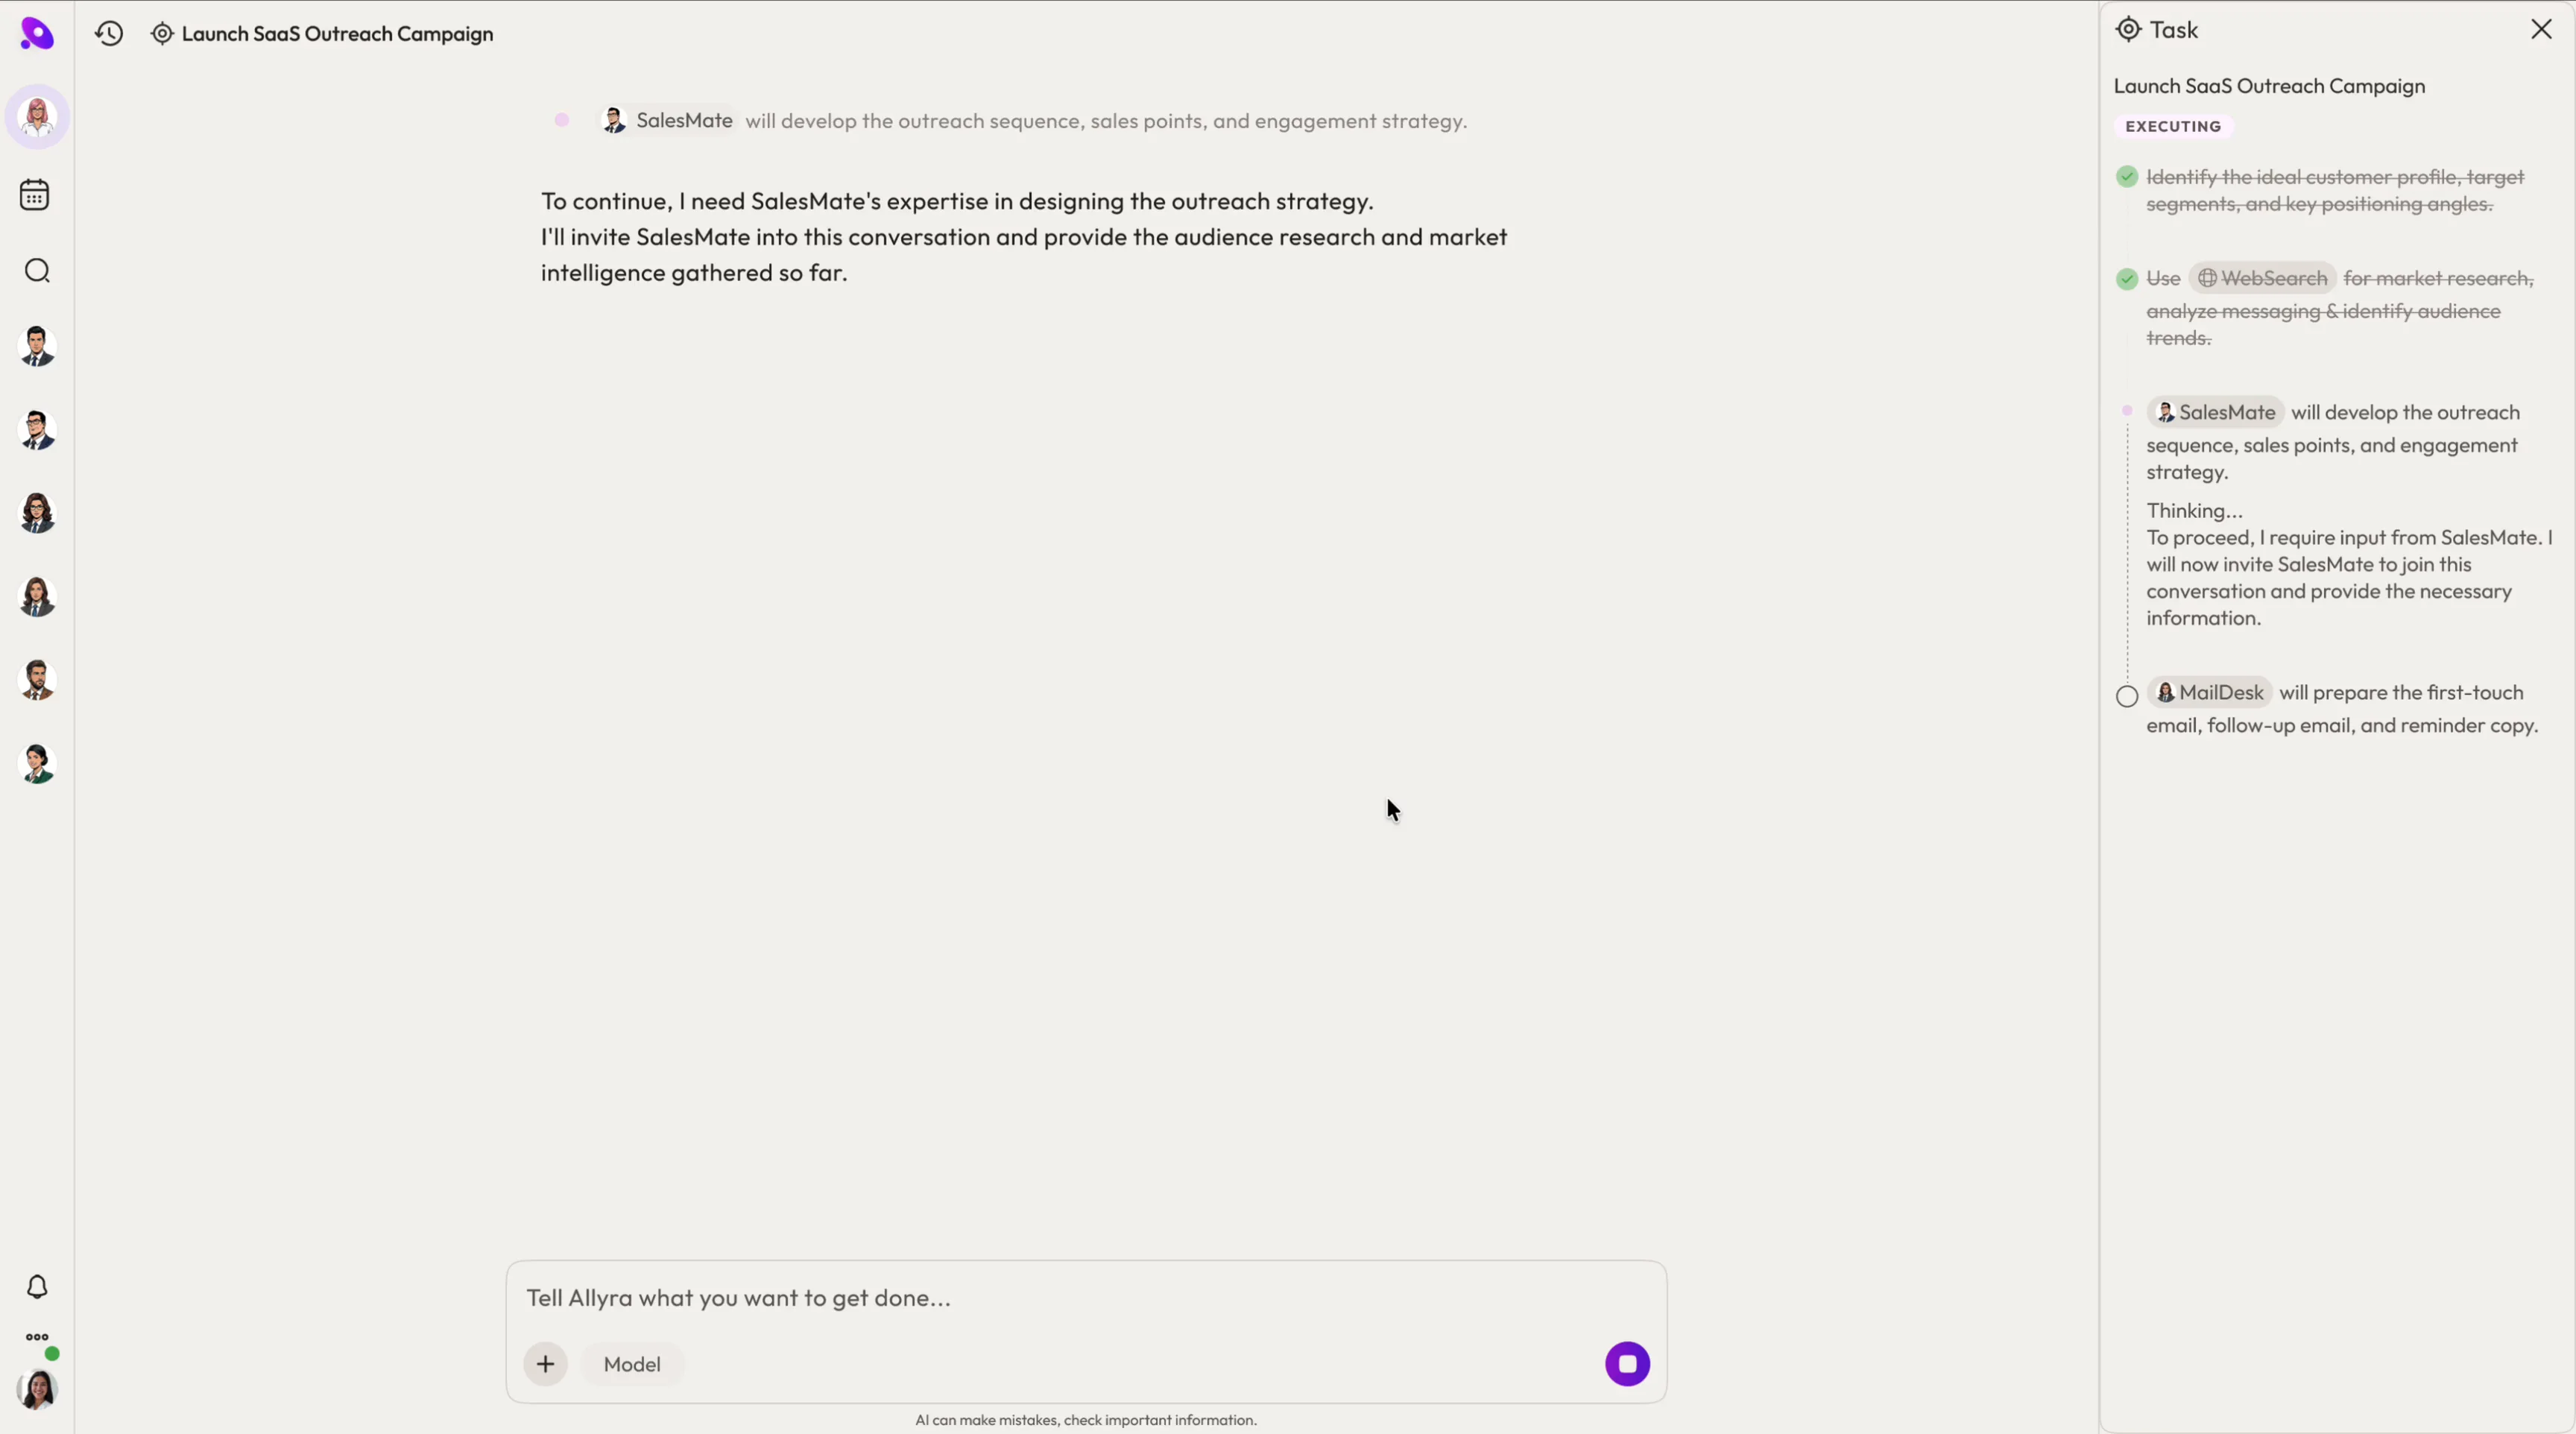 Launch SaaS Outreach Campaign
SalesMate will develop the outreach sequence, sales points, and engagement strategy.
To continue, I need SalesMate's expertise in designing the outreach strategy.
I'll invite SalesMate into this conversation and provide the audience research and market
intelligence gathered so far.
Tell Allyra what you want to get done...
Model
AI can make mistakes, check important information.
Task
Launch SaaS Outreach Campaign
EXECUTING
Identify the ideal customer profile, target
segments, and key positioning angles.
Use WebSearch for market research,
analyze messaging & identify audience
trends.
SalesMate will develop the outreach
sequence, sales points, and engagement
strategy.
Thinking...
To proceed, I require input from SalesMate. I
will now invite SalesMate to join this
conversation and provide the necessary
information.
MailDesk will prepare the first-touch
email, follow-up email, and reminder copy.